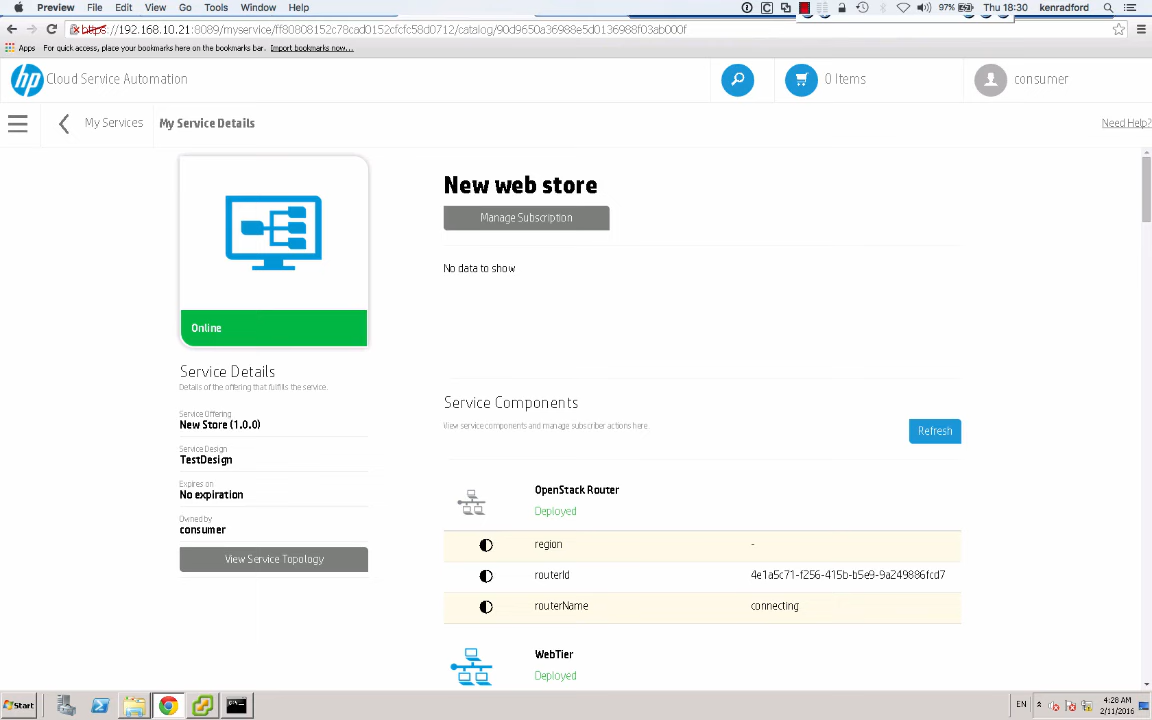 Preview File Edit View Go Tools Window Help 97% Thu 18:30 kenradford
https://192.168.10.21:8089/myservice/ff80808152c78cad0152cfcfc58d0712/catalog/90d9650a36988e5d0136988f03ab000f
Apps For quick access, place your bookmarks here on the bookmarks bar. Import bookmarks now...
hp Cloud Service Automation 0 Items consumer
My Services My Service Details Need Help?
New web store
Manage Subscription
No data to show
Online
Service Details
Details of the offering that fulfills the service.
Service Offering
New Store (1.0.0)
Service Design
TestDesign
Expires on
No expiration
Owned by
consumer
View Service Topology
Service Components
View service components and manage subscriber actions here.
Refresh
OpenStack Router
Deployed
region -
routerId 4e1a5c71-f256-415b-b5e9-9a249886fcd7
routerName connecting
WebTier
Deployed
Start EN 4:28 AM
2/11/2016